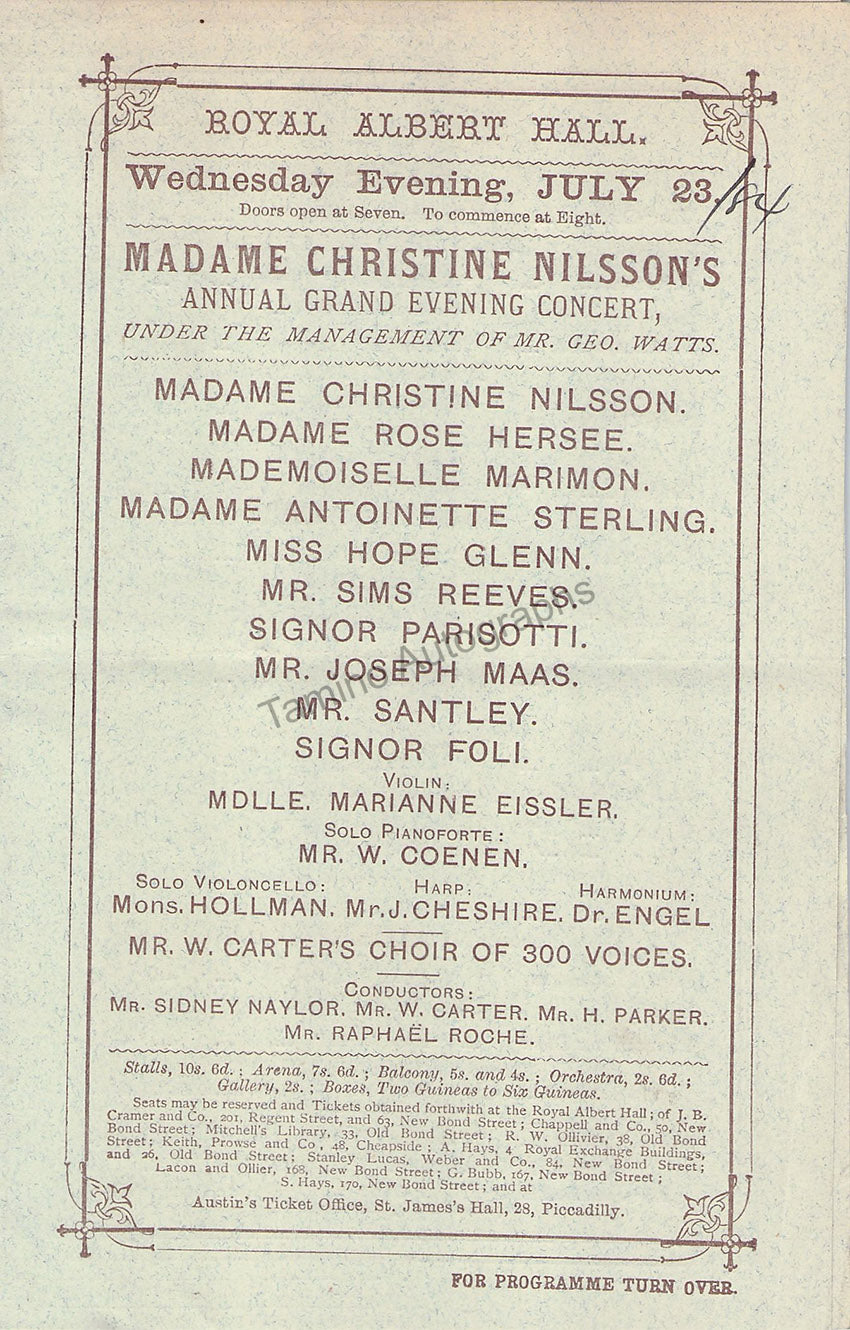 ROYAL ALBERT HALL.
Wednesday Evening, JULY 23./84
Doors open at Seven. To commence at Eight.
MADAME CHRISTINE NILSSON'S
ANNUAL GRAND EVENING CONCERT,
UNDER THE MANAGEMENT OF MR. GEO. WATTS.
MADAME CHRISTINE NILSSON.
MADAME ROSE HERSEE.
MADEMOISELLE MARIMON.
MADAME ANTOINETTE STERLING.
MISS HOPE GLENN.
MR. SIMS REEVES.
SIGNOR PARISOTTI.
MR. JOSEPH MAAS.
MR. SANTLEY.
SIGNOR FOLI.
VIOLIN:
MDLLE. MARIANNE EISSLER.
SOLO PIANOFORTE:
MR. W. COENEN.
SOLO VIOLONCELLO: HARP: HARMONIUM:
Mons. HOLLMAN. Mr. J. CHESHIRE. Dr. ENGEL
MR. W. CARTER'S CHOIR OF 300 VOICES.
CONDUCTORS:
MR. SIDNEY NAYLOR. MR. W. CARTER. MR. H. PARKER.
MR. RAPHAËL ROCHE.
Stalls, 10s. 6d.; Arena, 7s. 6d.; Balcony, 5s. and 4s.; Orchestra, 2s. 6d.;
Gallery, 2s.; Boxes, Two Guineas to Six Guineas.
Seats may be reserved and Tickets obtained forthwith at the Royal Albert Hall; of J. B.
Cramer and Co., 201, Regent Street, and 63, New Bond Street; Chappell and Co., 50, New
Bond Street; Mitchell's Library, 33, Old Bond Street; R. W. Ollivier, 38, Old Bond
Street; Keith, Prowse and Co, 48, Cheapside; A. Hays, 4 Royal Exchange Buildings,
and 26, Old Bond Street; Stanley Lucas, Weber and Co., 84, New Bond Street;
Lacon and Ollier, 168, New Bond Street; G. Bubb, 167, New Bond Street;
S. Hays, 170, New Bond Street; and at
Austin's Ticket Office, St. James's Hall, 28, Piccadilly.
FOR PROGRAMME TURN OVER.
Tamino Autographs